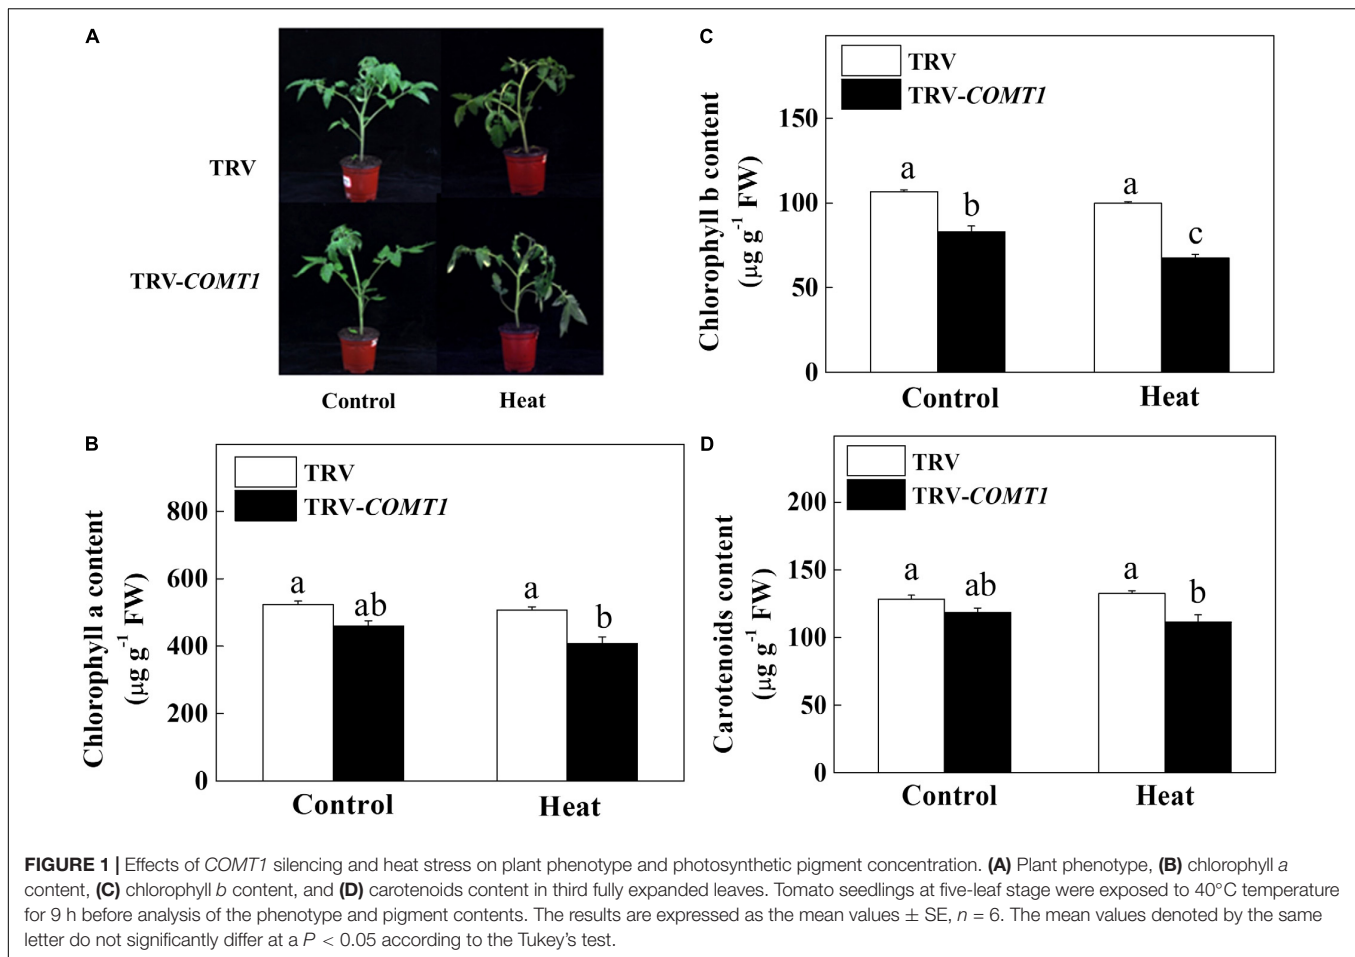 A
TRV
TRV-COMT1
Control Heat
B
TRV
TRV-COMT1
Chlorophyll a content
(µg g-1 FW)
800
600
400
200
0
a
ab
a
b
Control Heat
C
TRV
TRV-COMT1
Chlorophyll b content
(µg g-1 FW)
150
100
50
0
a
b
a
c
Control Heat
D
TRV
TRV-COMT1
Carotenoids content
(µg g-1 FW)
200
150
100
50
0
a
ab
a
b
Control Heat
FIGURE 1 | Effects of COMT1 silencing and heat stress on plant phenotype and photosynthetic pigment concentration. (A) Plant phenotype, (B) chlorophyll a
content, (C) chlorophyll b content, and (D) carotenoids content in third fully expanded leaves. Tomato seedlings at five-leaf stage were exposed to 40°C temperature
for 9 h before analysis of the phenotype and pigment contents. The results are expressed as the mean values ± SE, n = 6. The mean values denoted by the same
letter do not significantly differ at a P < 0.05 according to the Tukey's test.